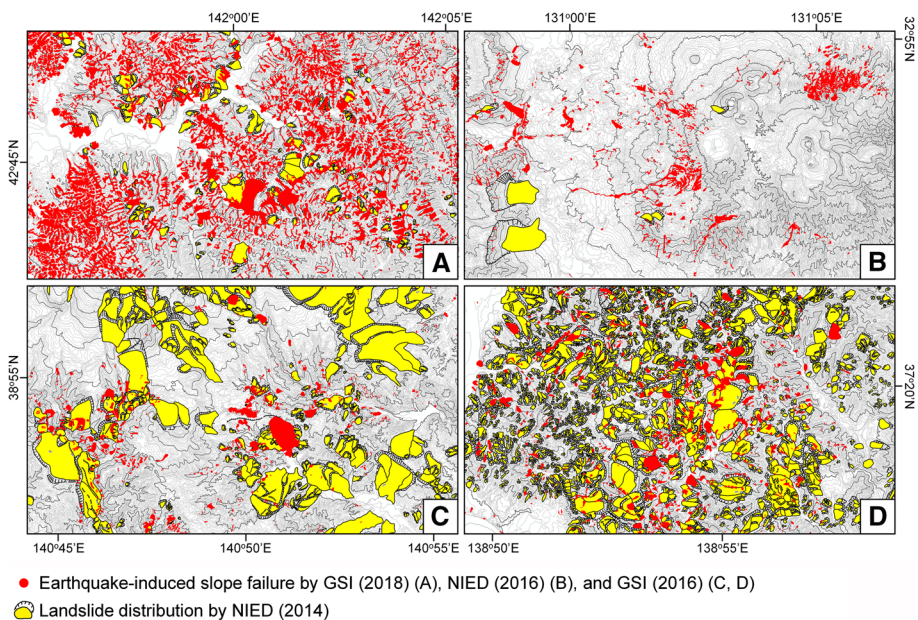 142°00'E 142°05'E 131°00'E 131°05'E
32°55'N
42°45'N
A
B
38°55'N
37°20'N
C
D
140°45'E 140°50'E 140°55'E 138°50'E 138°55'E
Earthquake-induced slope failure by GSI (2018) (A), NIED (2016) (B), and GSI (2016) (C, D)
Landslide distribution by NIED (2014)